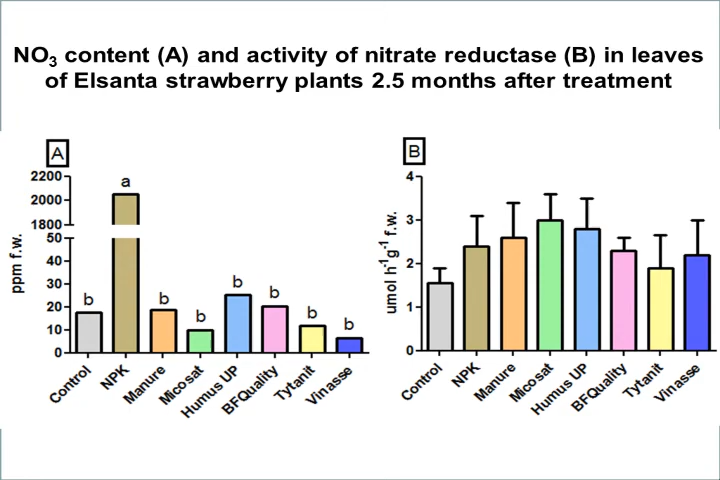 NO3 content (A) and activity of nitrate reductase (B) in leaves
of Elsanta strawberry plants 2.5 months after treatment
A
ppm f.w.
2200
2000
1800
50
40
30
20
10
0
b
a
b
b
b
b
b
b
Control
NPK
Manure
Micosat
Humus UP
BFQuality
Tytanit
Vinasse
B
umol h-1g-1 f.w.
4
3
2
1
0
Control
NPK
Manure
Micosat
Humus UP
BFQuality
Tytanit
Vinasse